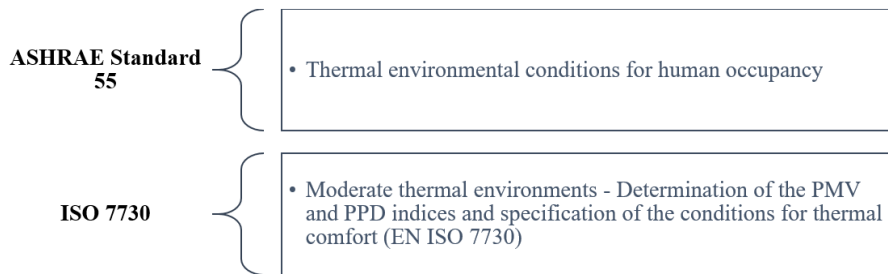 ASHRAE Standard
55
• Thermal environmental conditions for human occupancy
ISO 7730
• Moderate thermal environments - Determination of the PMV
and PPD indices and specification of the conditions for thermal
comfort (EN ISO 7730)